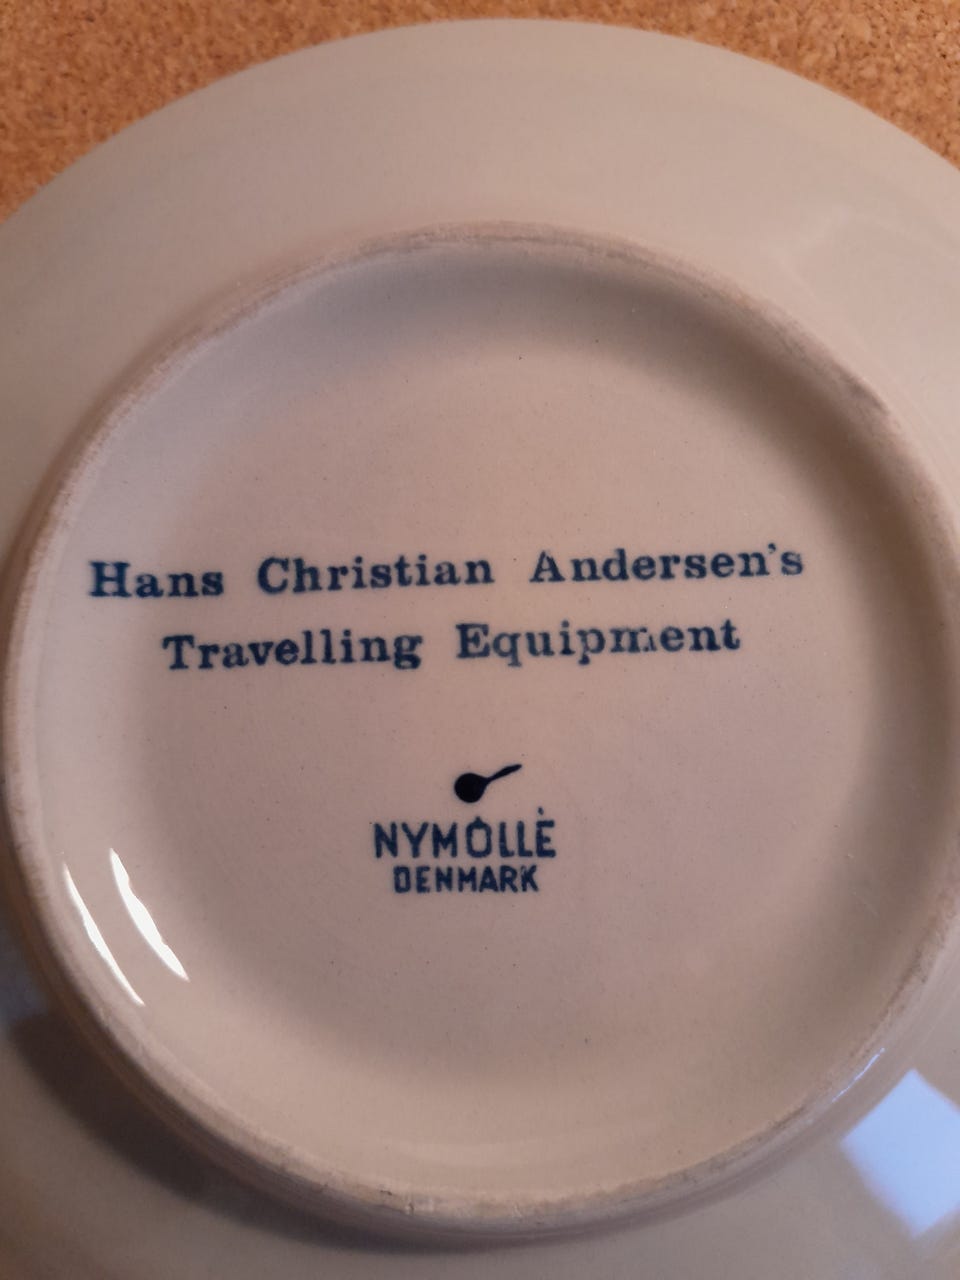 Hans Christian Andersen's
Travelling Equipment
NYMÖLLE
DENMARK